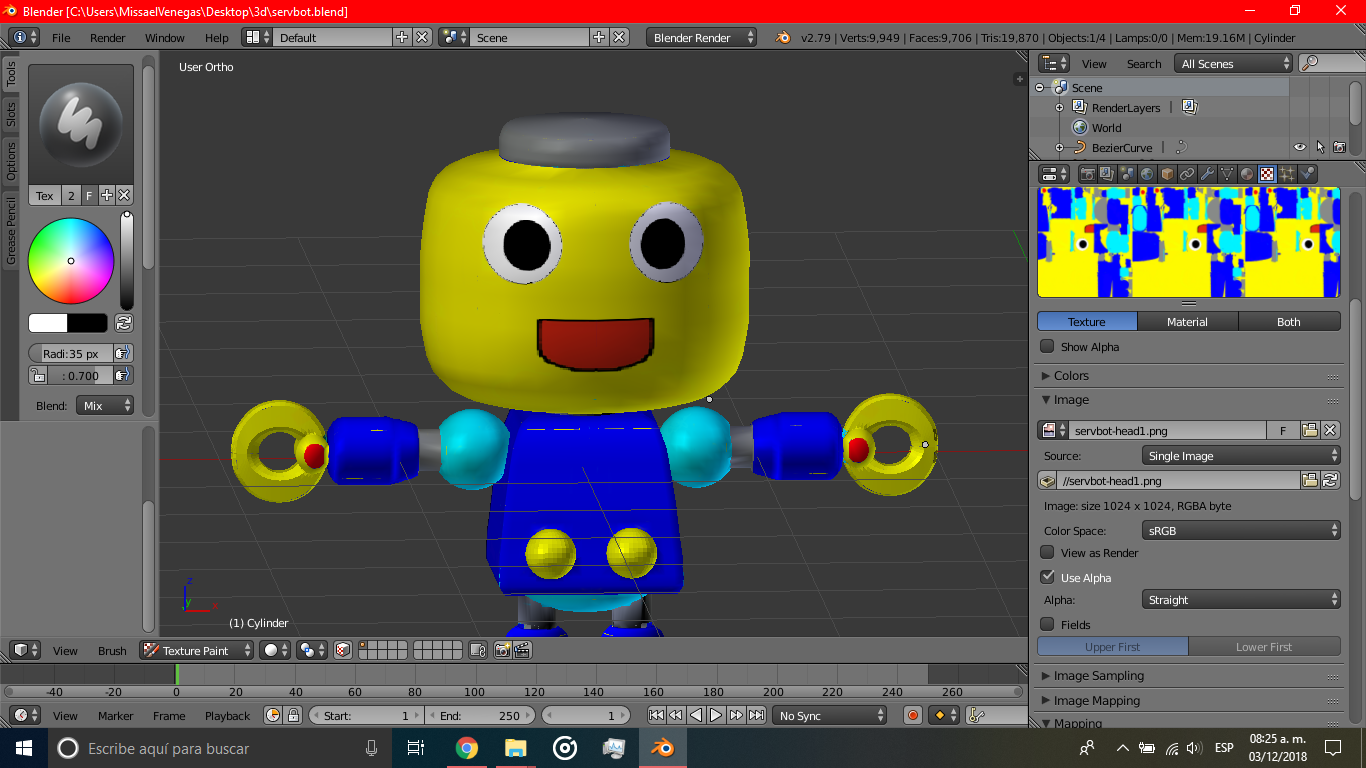 Blender [C:\Users\MissaelVenegas\Desktop\3d\servbot.blend]
File Render Window Help Default Scene Blender Render v2.79 | Verts:9,949 | Faces:9,706 | Tris:19,870 | Objects:1/4 | Lamps:0/0 | Mem:19.16M | Cylinder
View Search All Scenes
Scene
RenderLayers
World
BezierCurve
Tools
Slots
Options
Grease Pencil
Tex 2 F
Radi: 35 px
: 0.700
Blend: Mix
User Ortho
z
x
y
(1) Cylinder
Texture Material Both
Show Alpha
Colors
Image
servbot-head1.png F
Source: Single Image
//servbot-head1.png
Image: size 1024 x 1024, RGBA byte
Color Space: sRGB
View as Render
Use Alpha
Alpha: Straight
Fields
Upper First Lower First
Image Sampling
Image Mapping
Mapping
View Brush Texture Paint
-40 -20 0 20 40 60 80 100 120 140 160 180 200 220 240 260
View Marker Frame Playback Start: 1 End: 250 1 No Sync
Escribe aquí para buscar
ESP
08:25 a. m.
03/12/2018